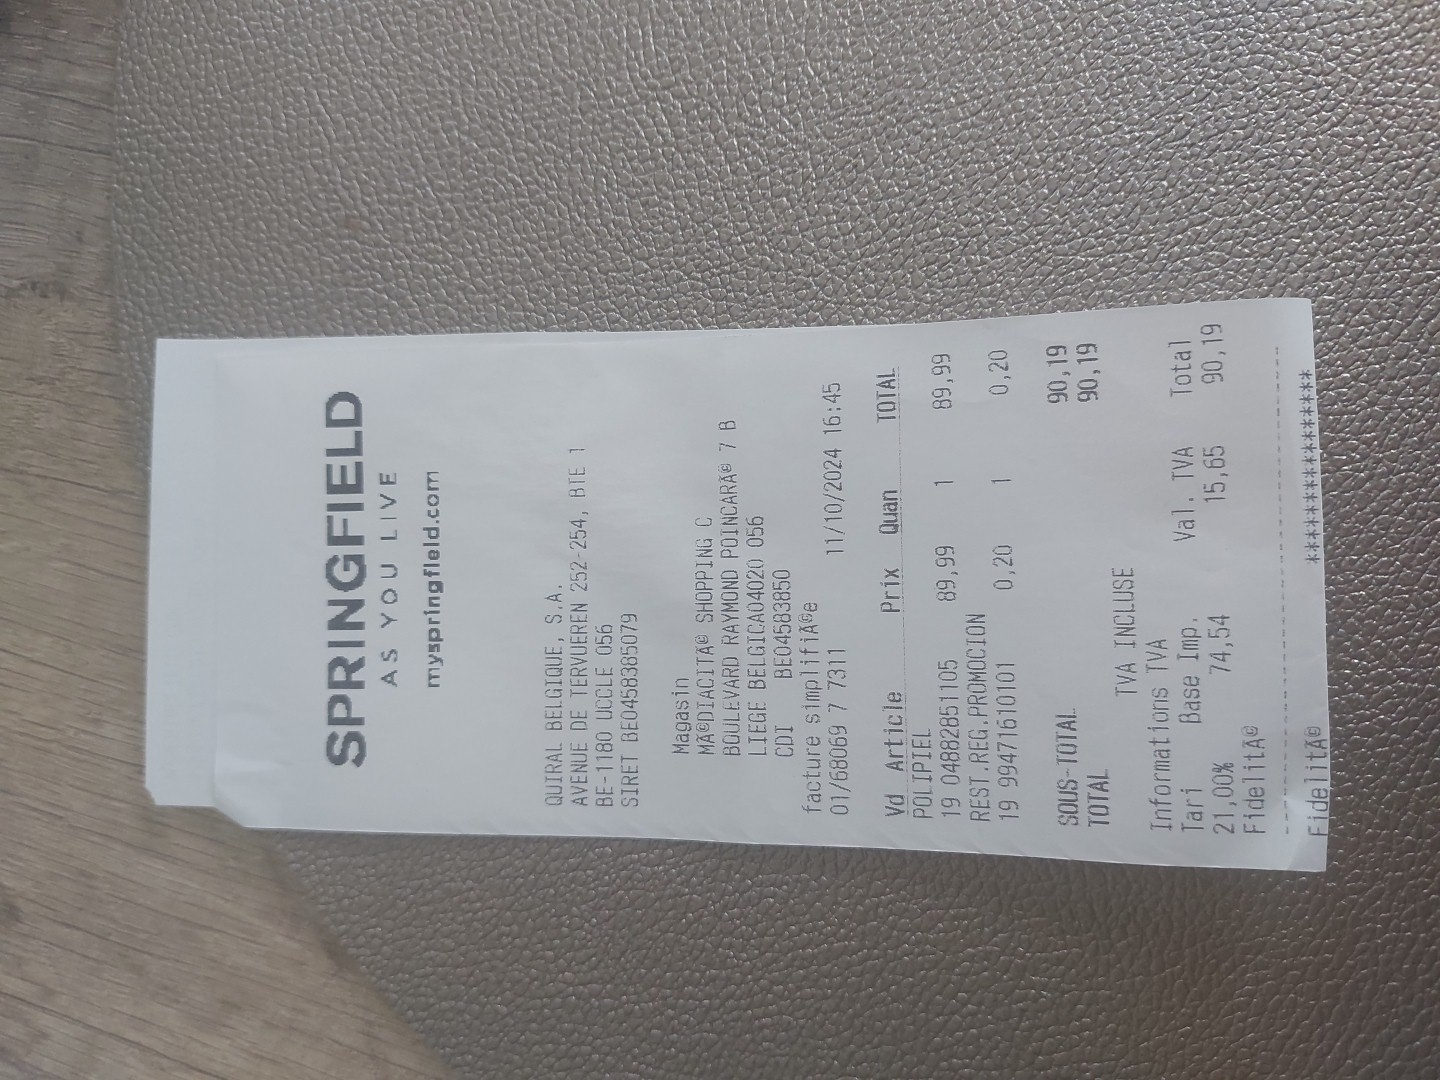 SPRINGFIELD
AS YOU LIVE
myspringfield.com
QUIRAL BELGIQUE, S.A.
AVENUE DE TERVUEREN 252-254, BTE 1
BE-1180 UCCLE 056
SIRET BE0458385079
Magasin
MÃ©DIACITÃ© SHOPPING C
BOULEVARD RAYMOND POINCARÃ© 7 B
LIEGE BELGICA04020 056
CDI BE04583850
facture simplifiÃ©e
01/68069 7 7311 11/10/2024 16:45
Vd Article Prix Quan TOTAL
POLIPIEL
19 04882851105 89,99 1 89,99
REST.REG.PROMOCION
19 99471610101 0,20 1 0,20
SOUS-TOTAL 90,19
TOTAL 90,19
TVA INCLUSE
Informations TVA
Tari Base Imp. Val. TVA Total
21,00% 74,54 15,65 90,19
FidelitÃ©
--------------------------------------
FidelitÃ© *****************